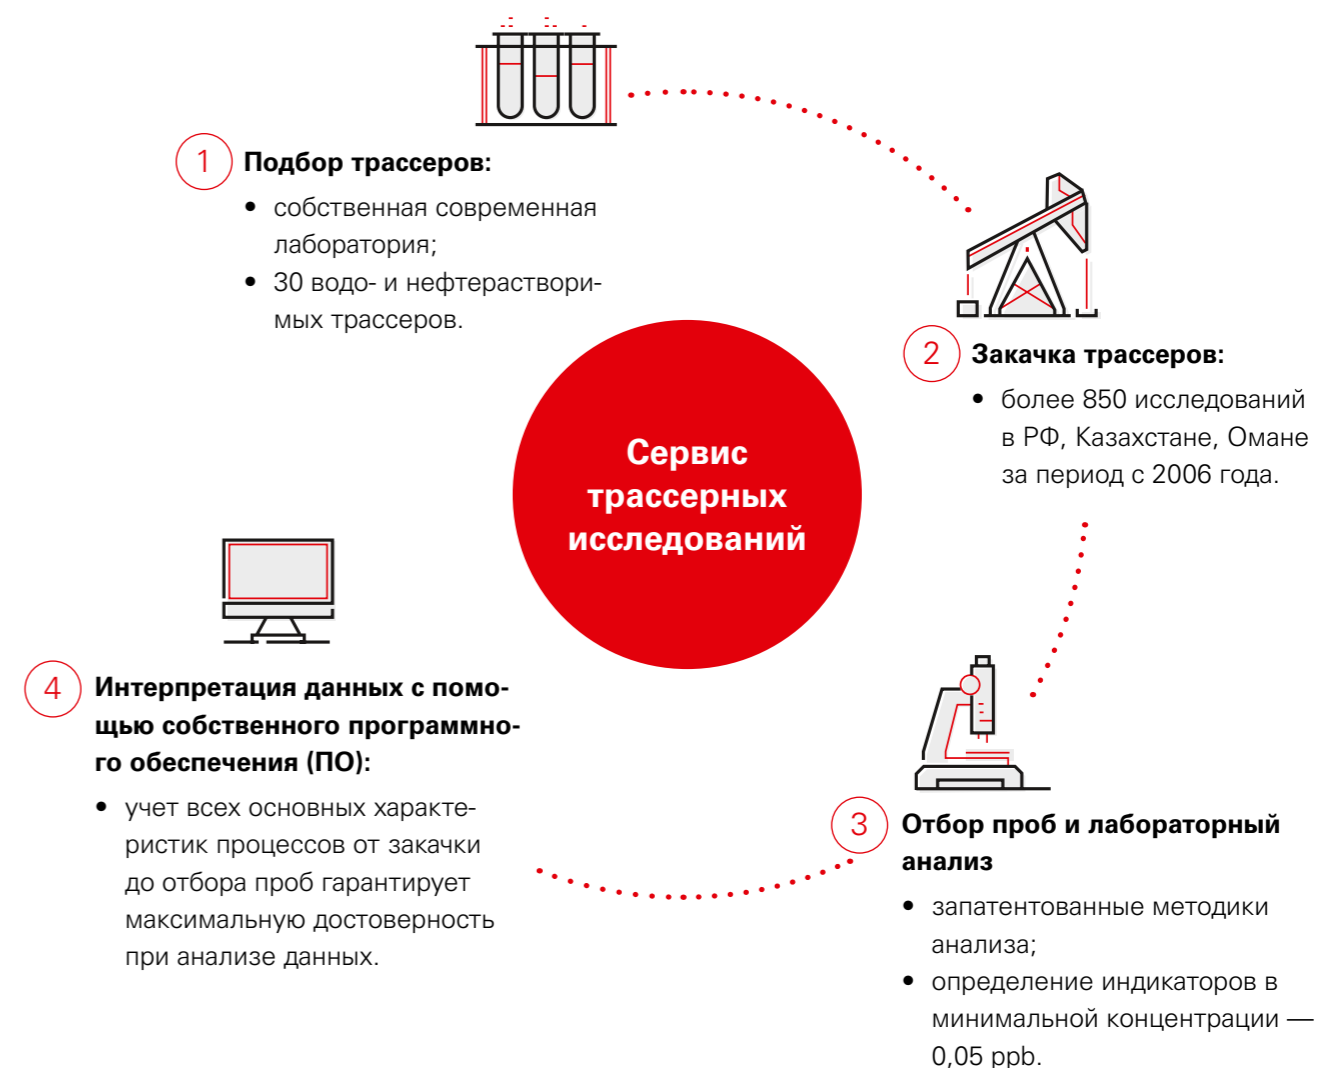 1
Подбор трассеров:
• собственная современная
лаборатория;
• 30 водо- и нефтераствори-
мых трассеров.
2
Закачка трассеров:
• более 850 исследований
в РФ, Казахстане, Омане
за период с 2006 года.
Сервис
трассерных
исследований
3
Отбор проб и лабораторный
анализ
• запатентованные методики
анализа;
• определение индикаторов в
минимальной концентрации —
0,05 ppb.
4
Интерпретация данных с помо-
щью собственного программно-
го обеспечения (ПО):
• учет всех основных характе-
ристик процессов от закачки
до отбора проб гарантирует
максимальную достоверность
при анализе данных.